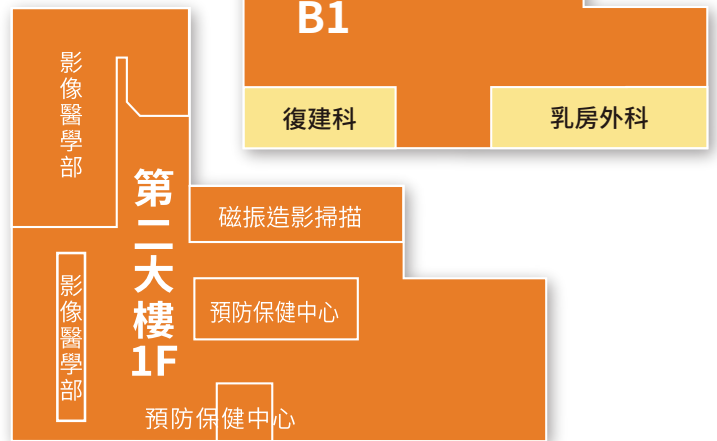 B1
復建科
乳房外科
影像醫學部
第二大樓1F
磁振造影掃描
影像醫學部
預防保健中心
預防保健中心